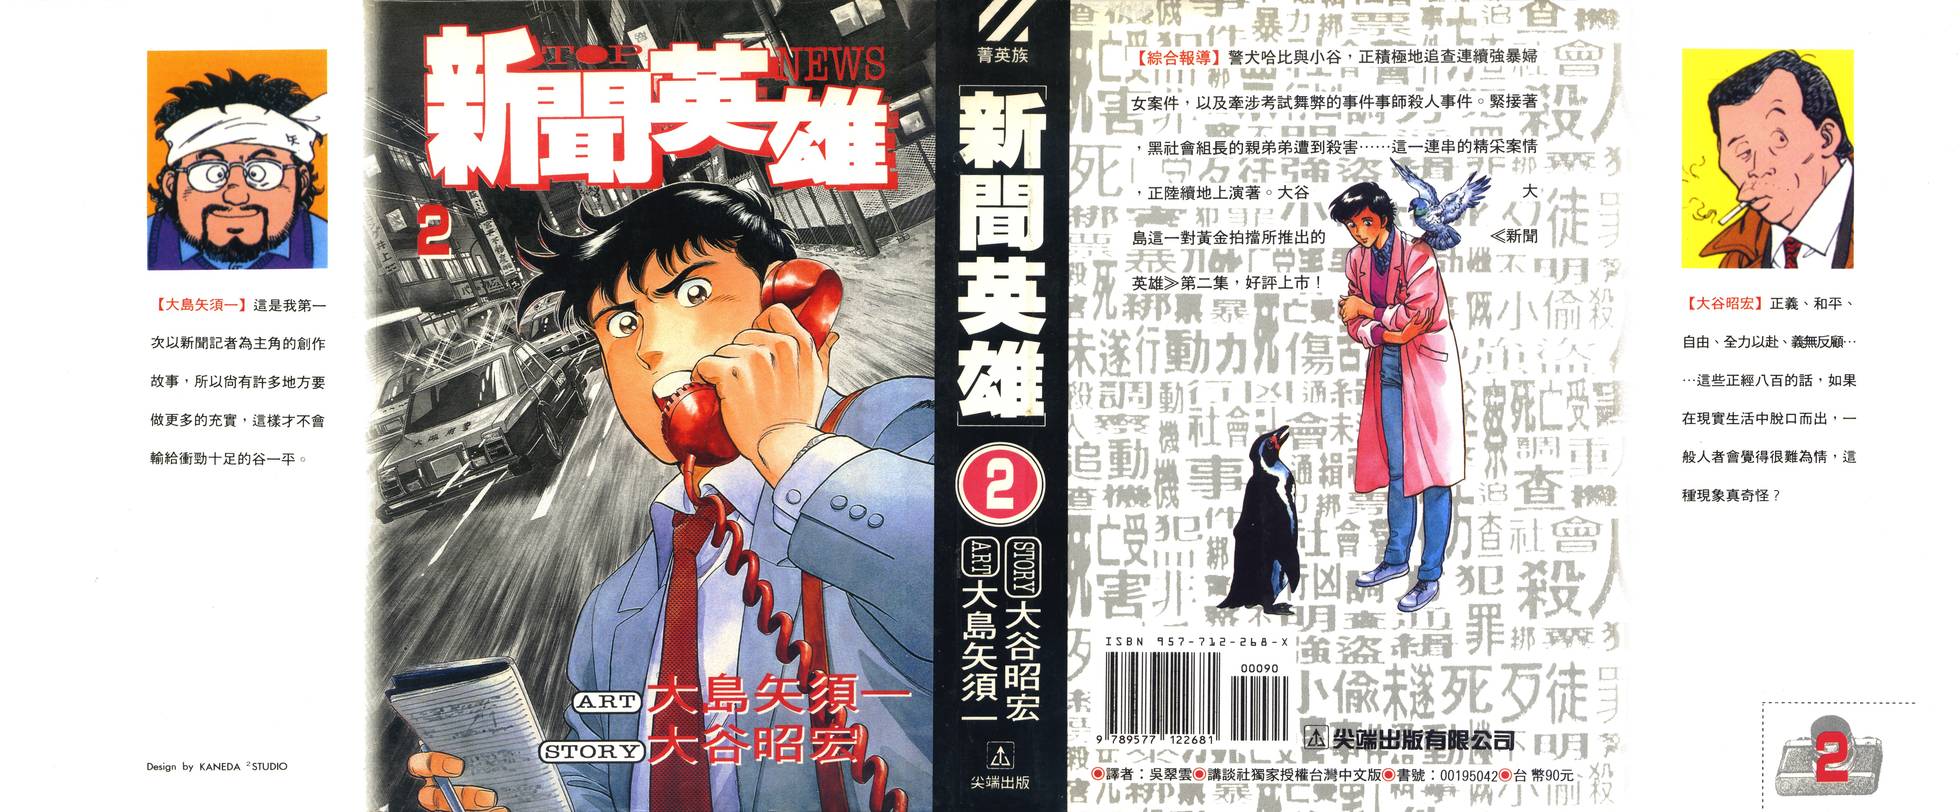 【大島矢須一】這是我第一
次以新聞記者為主角的創作
故事，所以尚有許多地方要
做更多的充實，這樣才不會
輸給衝勁十足的谷一平。
Design by KANEDA ²STUDIO
TOP NEWS
新聞英雄
2
大阪府警
ART 大島矢須一
STORY 大谷昭宏
菁英族
新聞英雄
2
STORY 大谷昭宏
ART 大島矢須一
尖端出版
【綜合報導】警犬哈比與小谷，正積極地追查連續強暴婦
女案件，以及牽涉考試舞弊的事件事師殺人事件。緊接著
，黑社會組長的親弟弟遭到殺害……這一連串的精采案情
，正陸續地上演著。大谷 大
島這一對黃金拍擋所推出的 ≪新聞
英雄≫第二集，好評上市！
ISBN 957-712-268-X
00090
9 789577 122681
尖端出版有限公司
●譯者：吳翠雲●講談社獨家授權台灣中文版●書號：00195042●台幣90元
【大谷昭宏】正義、和平、
自由、全力以赴、義無反顧…
…這些正經八百的話，如果
在現實生活中脫口而出，一
般人者會覺得很難為情，這
種現象真奇怪？
2